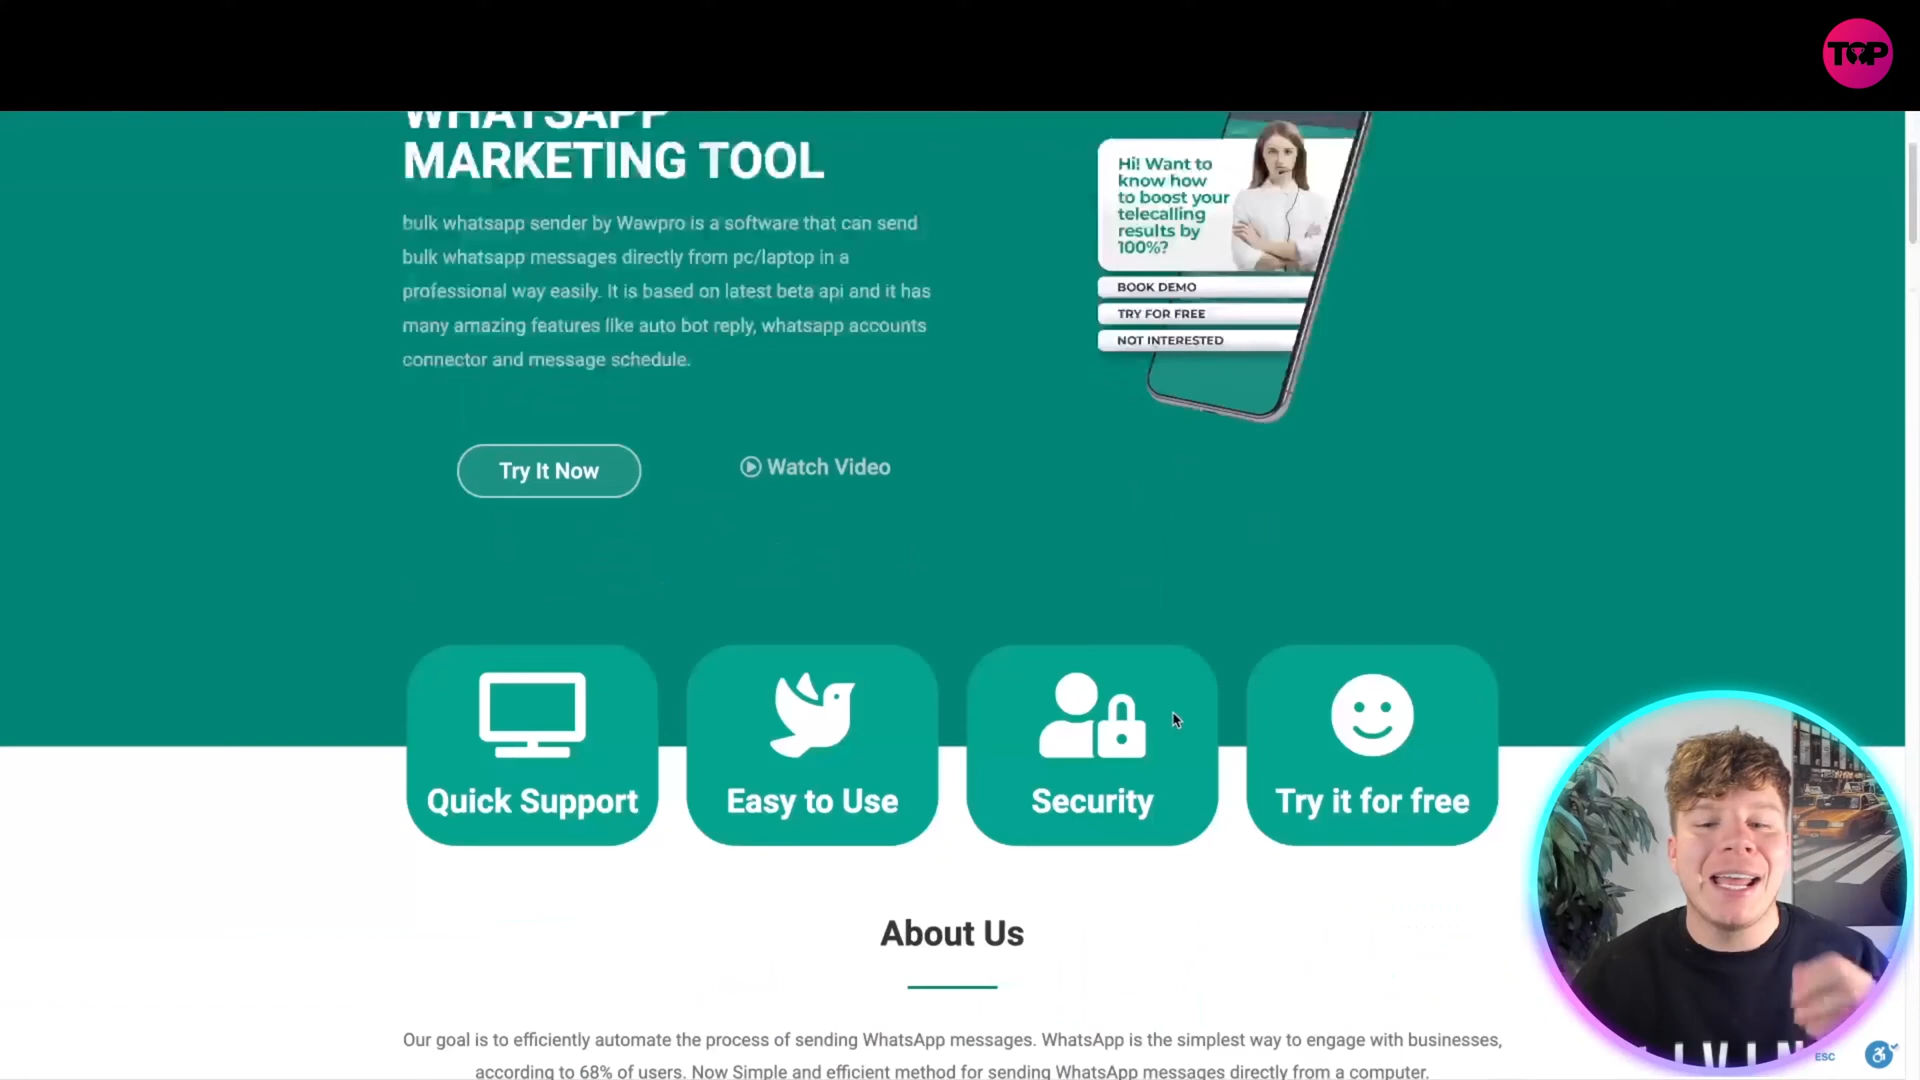 TOP
WHATSAPP
MARKETING TOOL
bulk whatsapp sender by Wawpro is a software that can send
bulk whatsapp messages directly from pc/laptop in a
professional way easily. It is based on latest beta api and it has
many amazing features like auto bot reply, whatsapp accounts
connector and message schedule.
Try It Now
Watch Video
Hi! Want to
know how
to boost your
telecalling
results by
100%?
BOOK DEMO
TRY FOR FREE
NOT INTERESTED
Quick Support
Easy to Use
Security
Try it for free
About Us
Our goal is to efficiently automate the process of sending WhatsApp messages. WhatsApp is the simplest way to engage with businesses,
according to 68% of users. Now Simple and efficient method for sending WhatsApp messages directly from a computer.
ESC